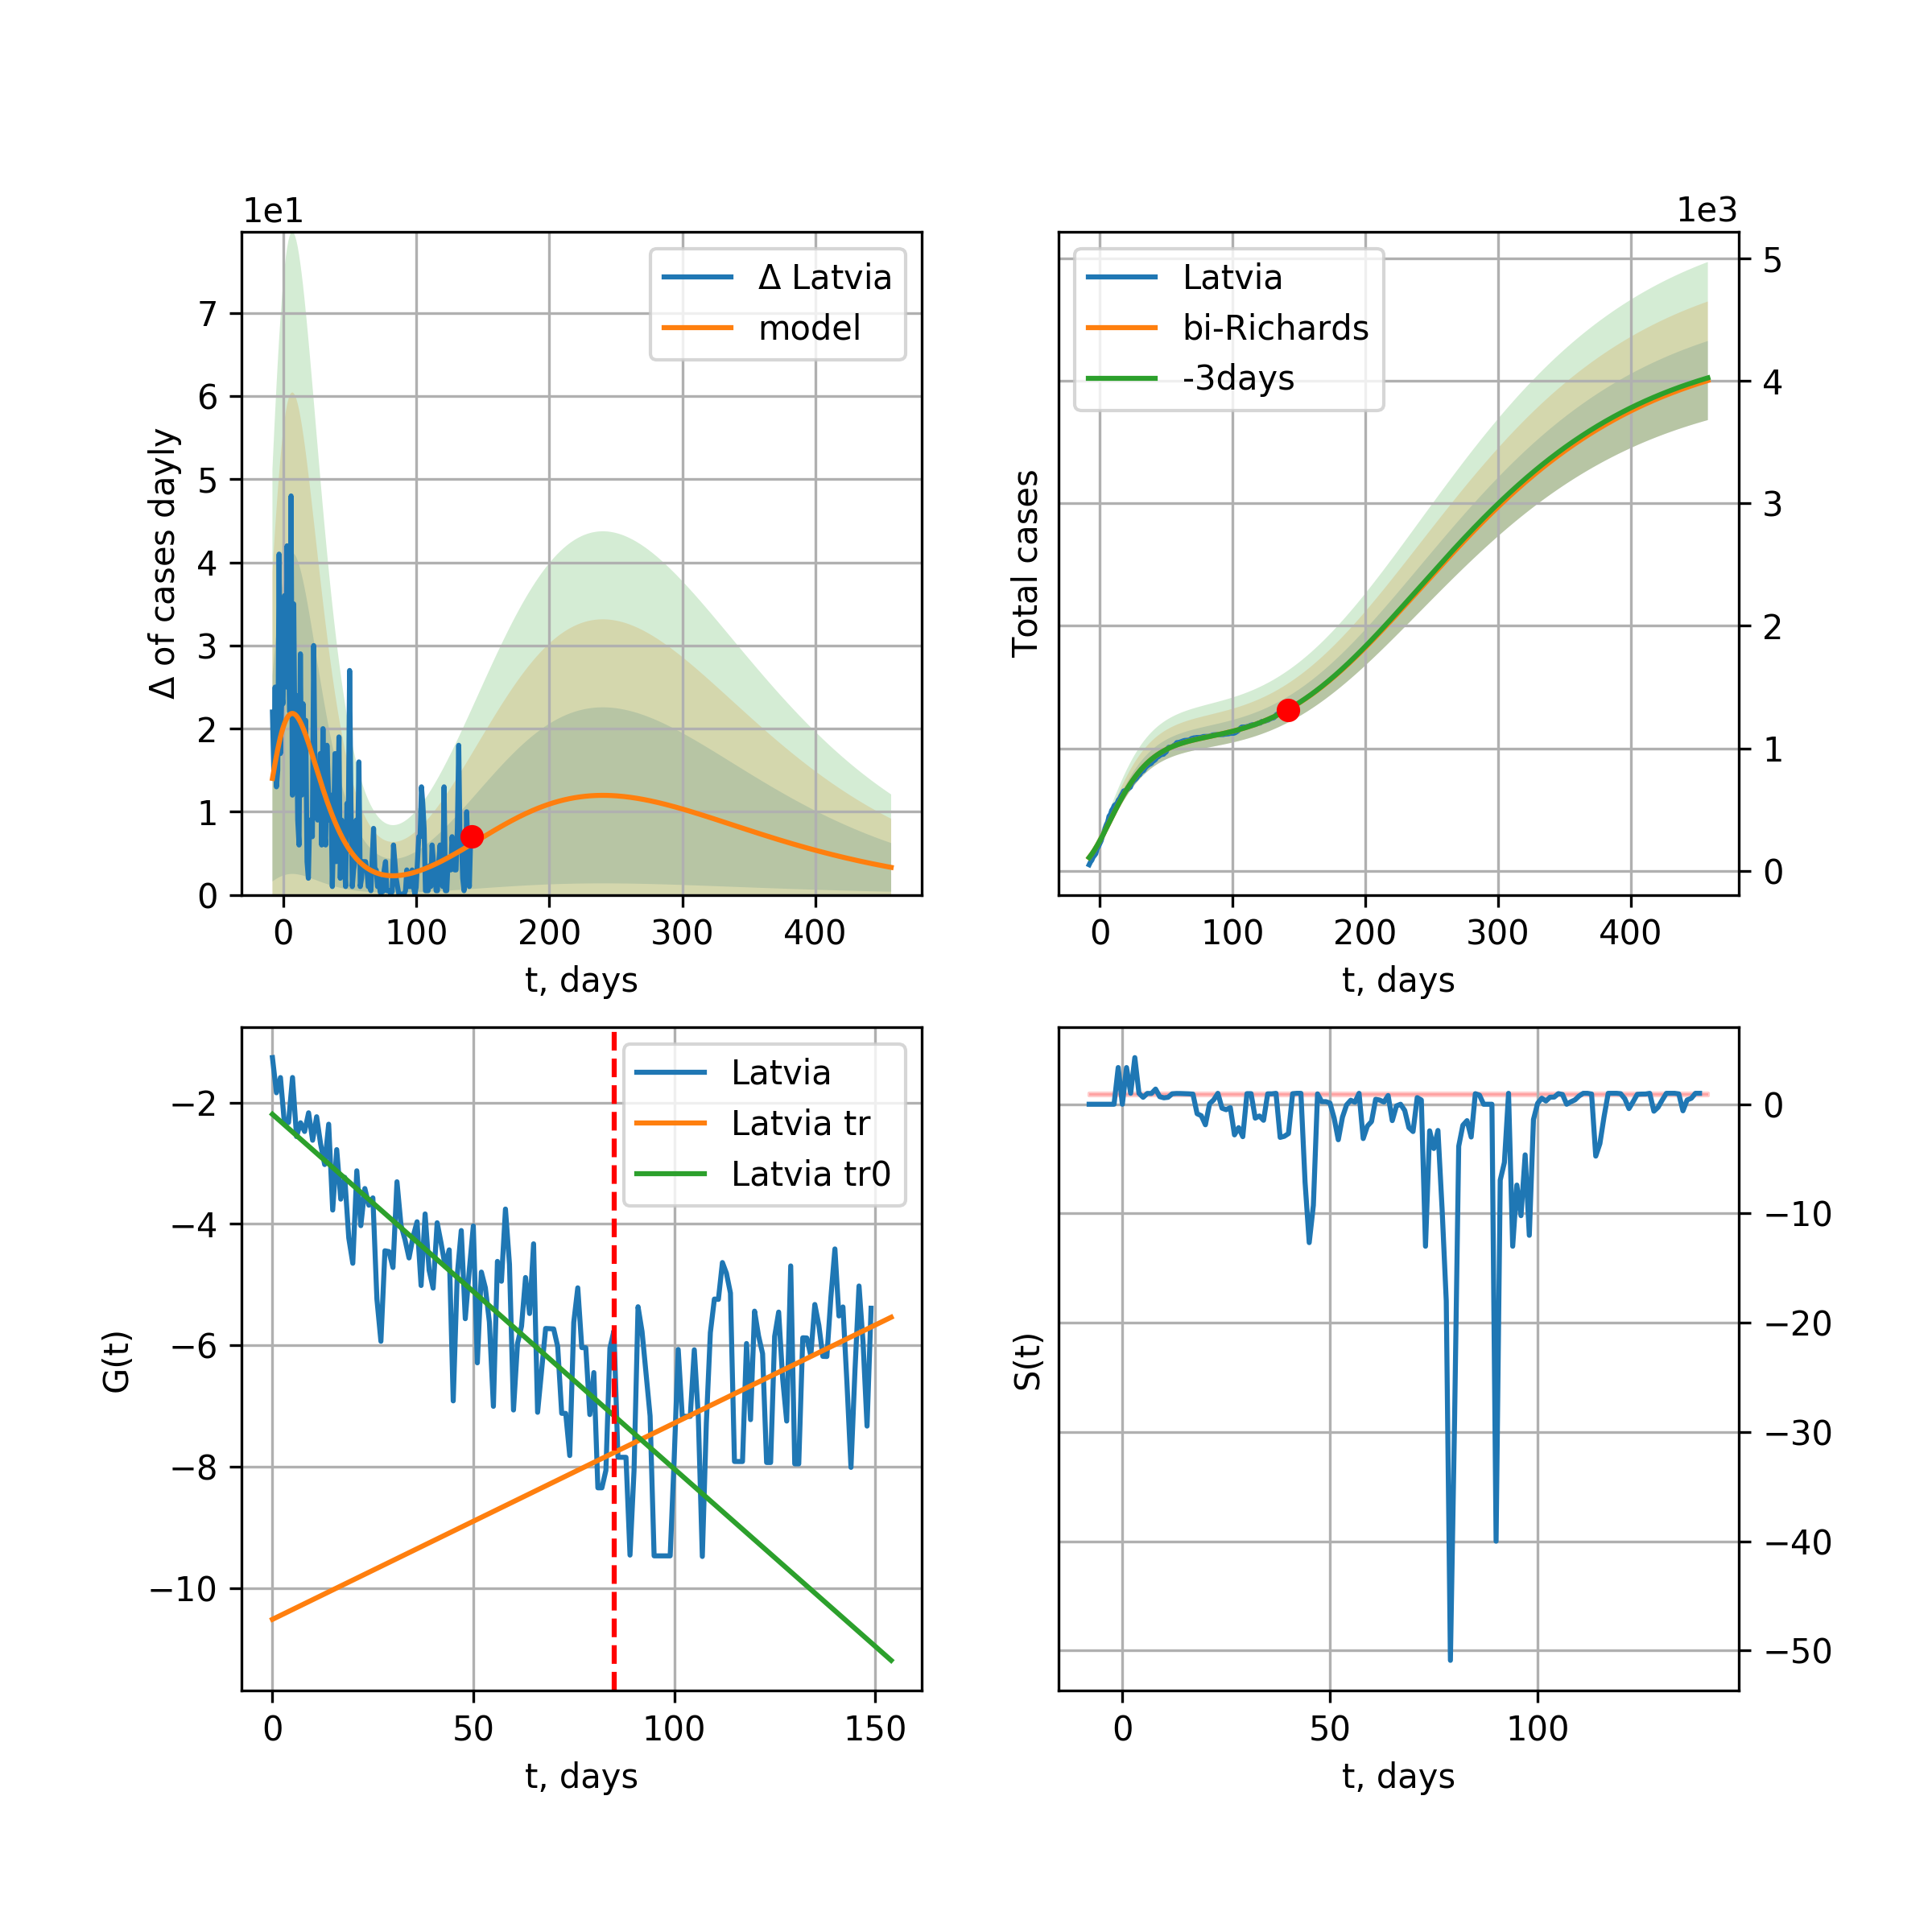 1e1
7
6
5
4
3
2
1
0
Δ of cases dayly
Δ Latvia
model
0 100 200 300 400
t, days
1e3
5
4
3
2
1
0
Total cases
Latvia
bi-Richards
-3days
0 100 200 300 400
t, days
−2
−4
−6
−8
−10
G(t)
Latvia
Latvia tr
Latvia tr0
0 50 100 150
t, days
0
−10
−20
−30
−40
−50
S(t)
0 50 100
t, days